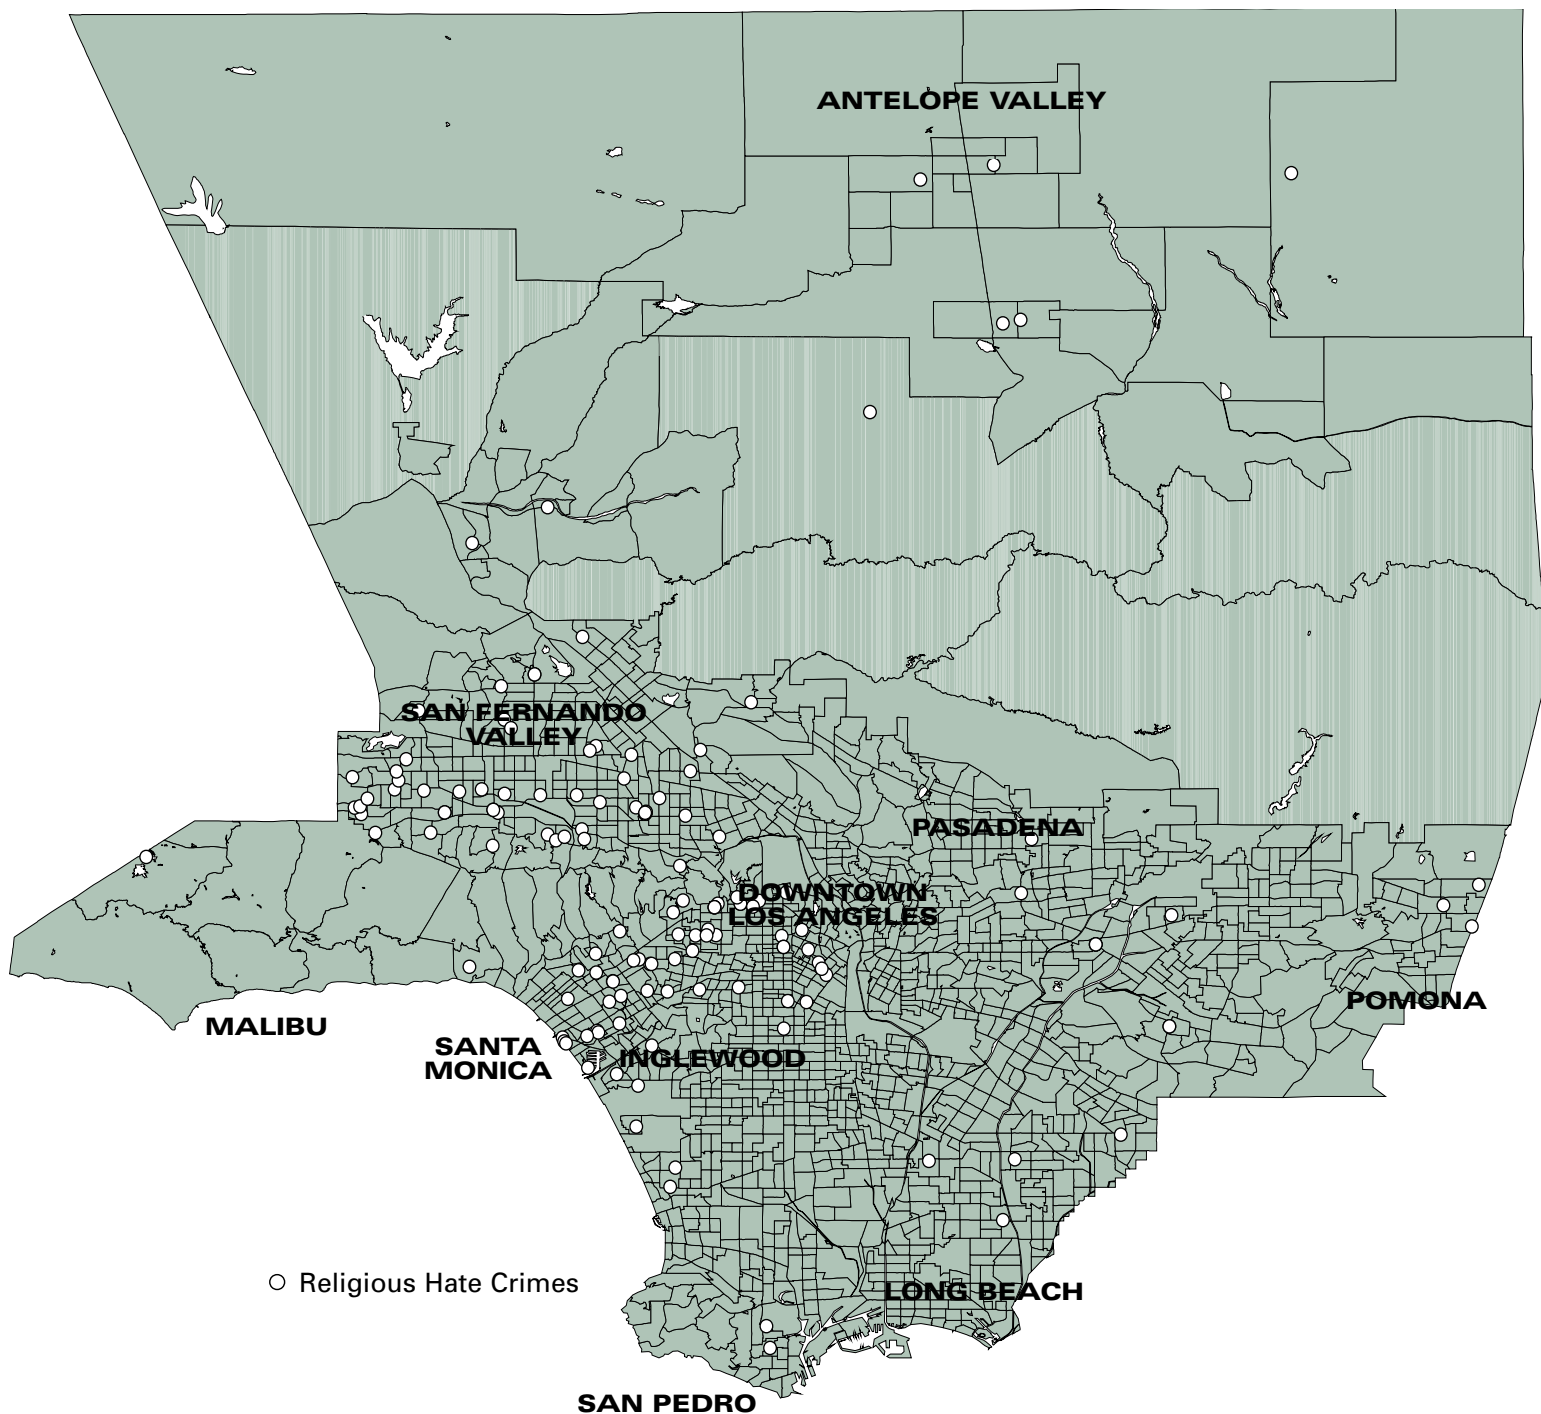 ANTELOPE VALLEY
SAN FERNANDO
VALLEY
PASADENA
DOWNTOWN
LOS ANGELES
POMONA
MALIBU
SANTA
MONICA
INGLEWOOD
Religious Hate Crimes
LONG BEACH
SAN PEDRO